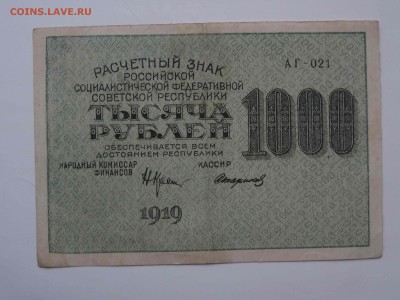 COINS.LAVE.RU
РАСЧЕТНЫЙ ЗНАК
РОССИЙСКОЙ
СОЦИАЛИСТИЧЕСКОЙ ФЕДЕРАТИВНОЙ
СОВЕТСКОЙ РЕСПУБЛИКИ
АГ-021
ТЫСЯЧА
РУБЛЕЙ
1000
ОБЕСПЕЧИВАЕТСЯ ВСЕМ
ДОСТОЯНИЕМ РЕСПУБЛИКИ
НАРОДНЫЙ КОМИССАР
ФИНАНСОВ
КАССИР
1919